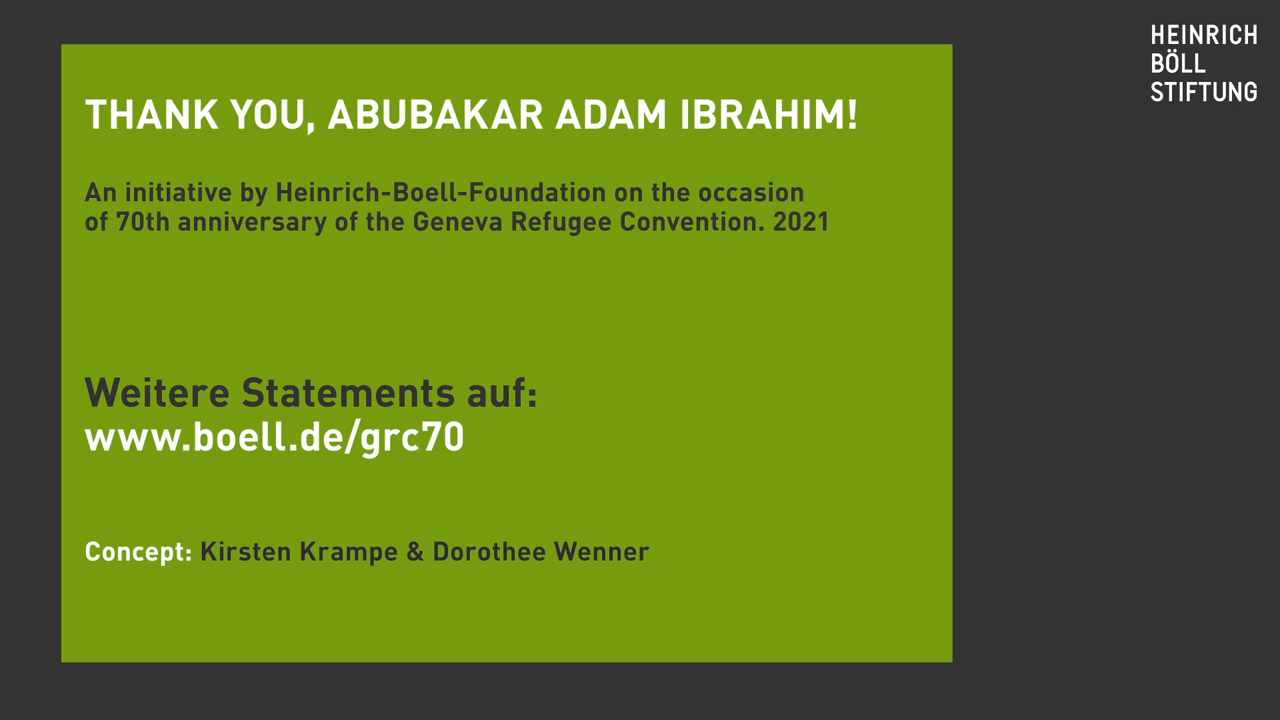 HEINRICH
BÖLL
STIFTUNG
THANK YOU, ABUBAKAR ADAM IBRAHIM!
An initiative by Heinrich-Boell-Foundation on the occasion
of 70th anniversary of the Geneva Refugee Convention. 2021
Weitere Statements auf:
www.boell.de/grc70
Concept: Kirsten Krampe & Dorothee Wenner